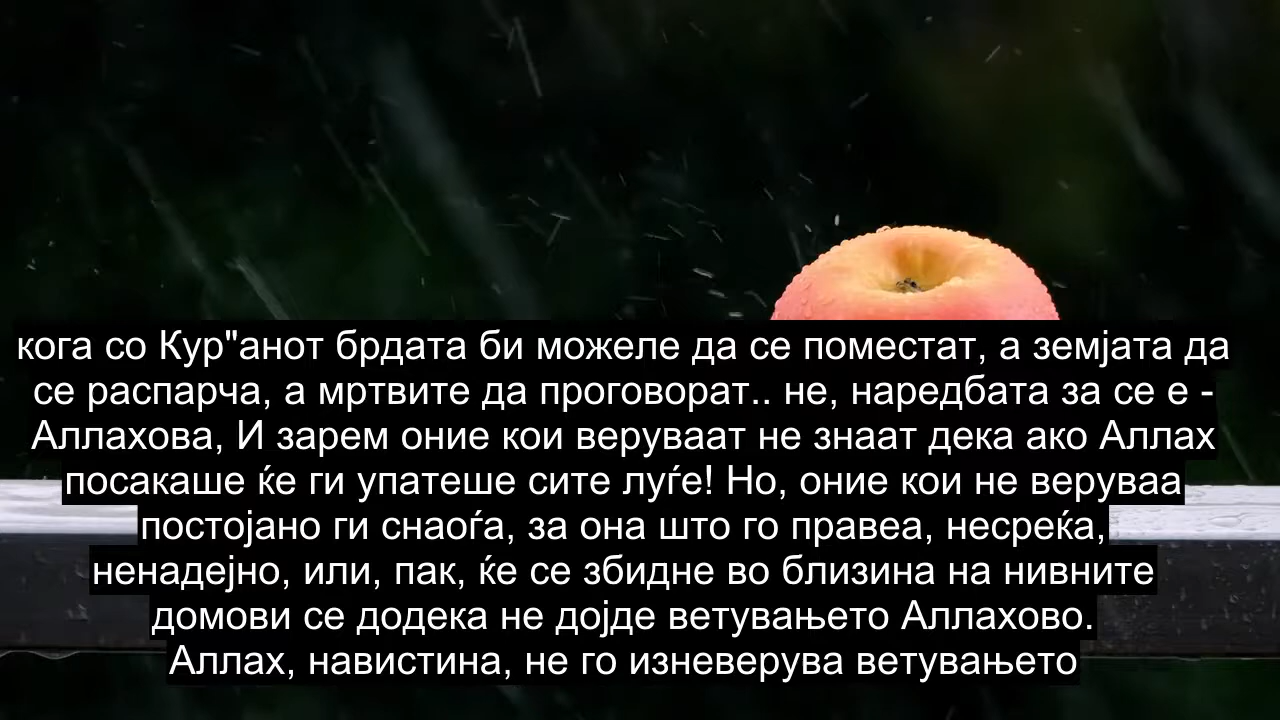 кога со Кур"анот брдата би можеле да се поместат, а земјата да
се распарча, а мртвите да проговорат.. не, наредбата за се е -
Аллахова, И зарем оние кои веруваат не знаат дека ако Аллах
посакаше ќе ги упатеше сите луѓе! Но, оние кои не веруваа
постојано ги снаоѓа, за она што го правеа, несреќа,
ненадејно, или, пак, ќе се збидне во близина на нивните
домови се додека не дојде ветувањето Аллахово.
Аллах, навистина, не го изневерува ветувањето